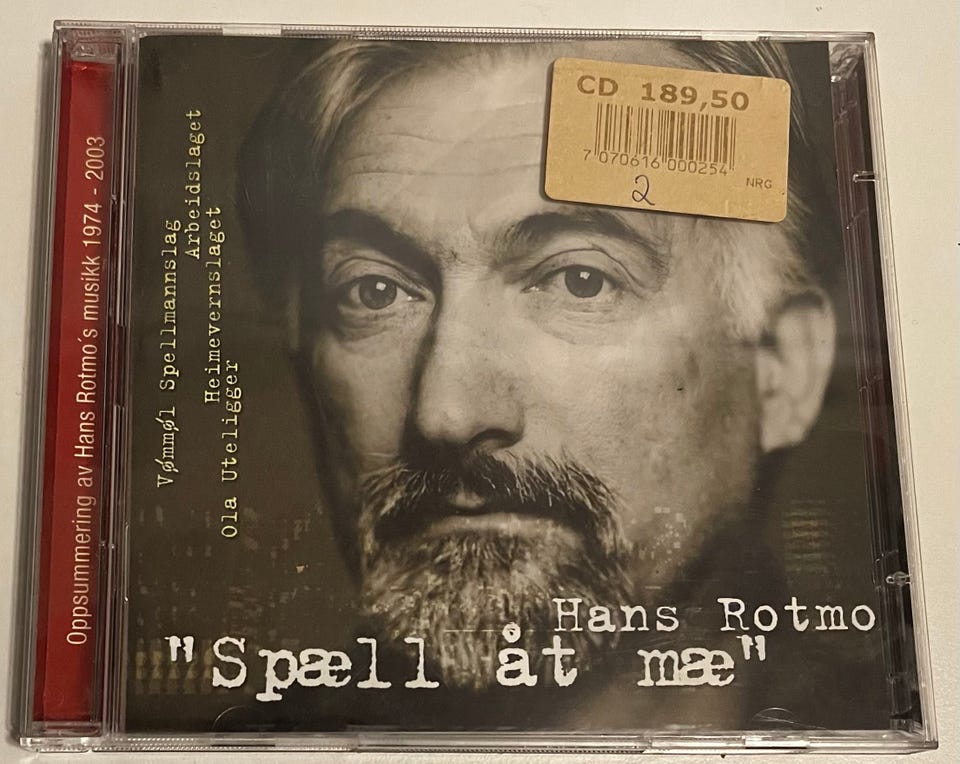 Oppsummering av Hans Rotmo´s musikk 1974 - 2003
Vømmøl Spellmannslag
Arbeidslaget
Heimevernslaget
Ola Uteligger
CD 189,50
7 070616 000254
NRG
2
Hans Rotmo
"Spæll åt mæ"